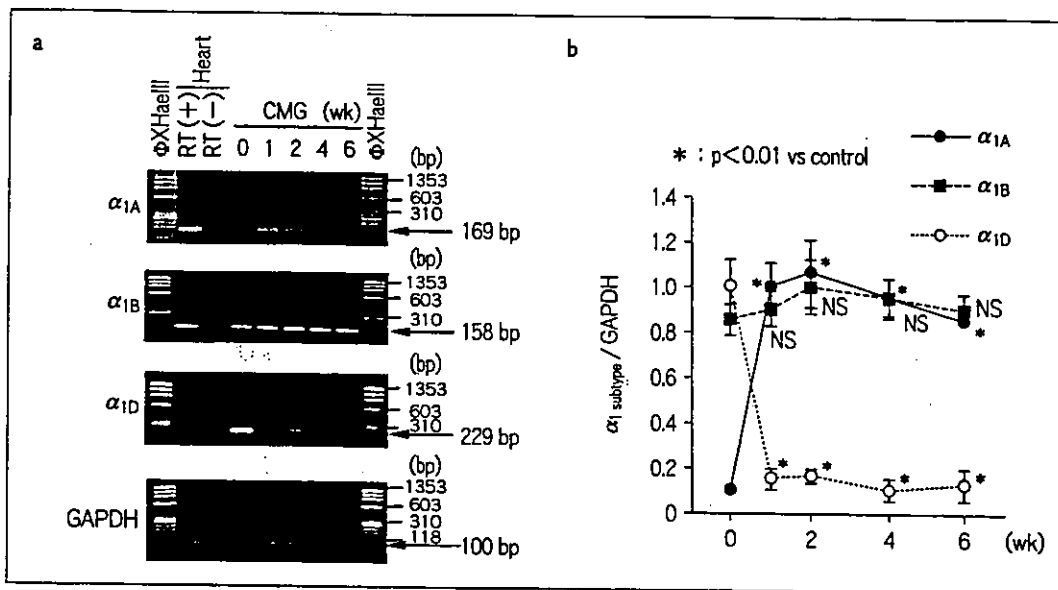 a
ΦXHaeIII
RT(+)
RT(−)
Heart
CMG (wk)
0 1 2 4 6
ΦXHaeIII
(bp)
α1A
1353
603
310
169 bp
(bp)
α1B
1353
603
310
158 bp
(bp)
α1D
1353
603
310
229 bp
(bp)
GAPDH
1353
603
310
118
100 bp
b
α1A
* : p<0.01 vs control
α1B
α1D
α1 subtype/GAPDH
1.4
1.2
1.0
0.8
0.6
0.4
0.2
0
* * * *
NS NS NS NS
* * * *
0 2 4 6 (wk)